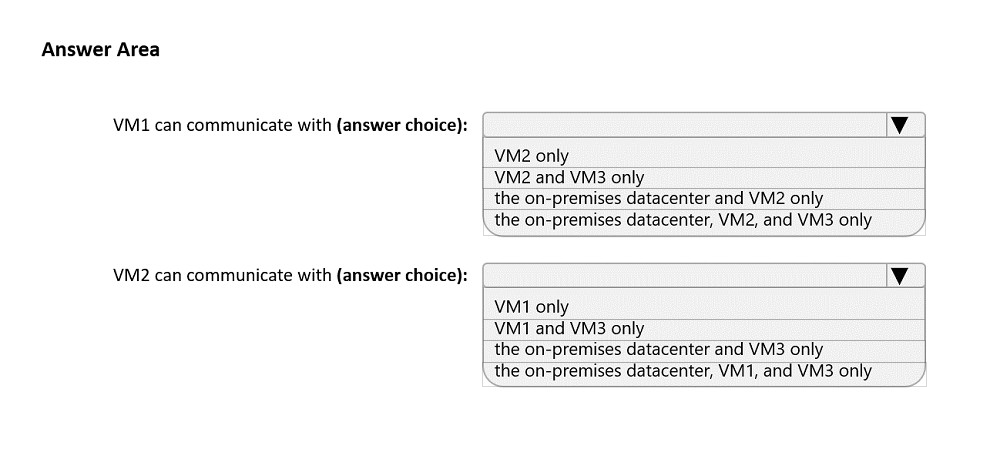 Answer Area
VM1 can communicate with (answer choice):
VM2 only
VM2 and VM3 only
the on-premises datacenter and VM2 only
the on-premises datacenter, VM2, and VM3 only
VM2 can communicate with (answer choice):
VM1 only
VM1 and VM3 only
the on-premises datacenter and VM3 only
the on-premises datacenter, VM1, and VM3 only